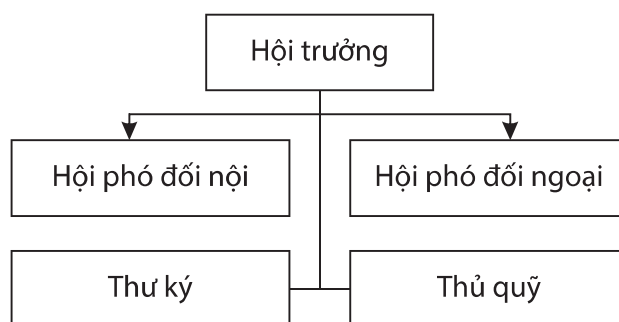 Hội trưởng
Hội phó đối nội
Hội phó đối ngoại
Thư ký
Thủ quỹ